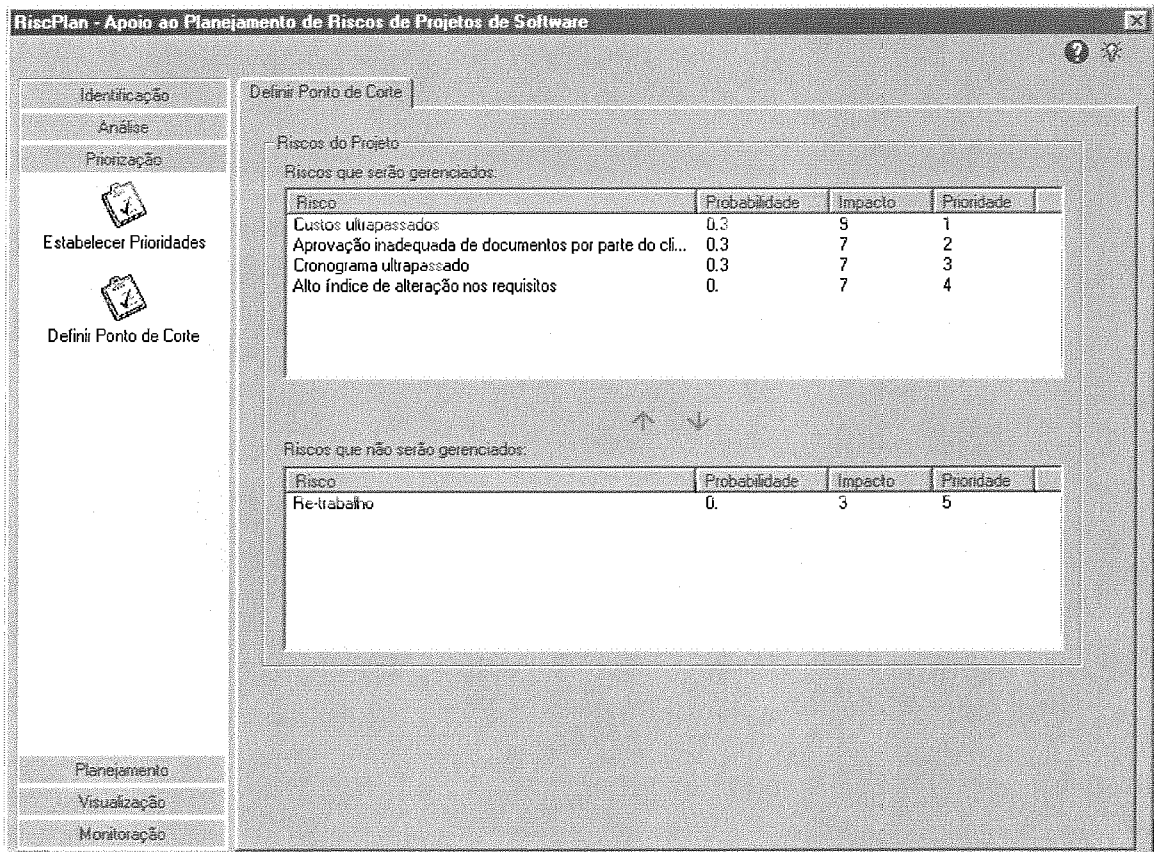 RiscPlan - Apoio ao Planejamento de Riscos de Projetos de Software
Identificação
Análise
Priorização
Estabelecer Prioridades
Definir Ponto de Corte
Planejamento
Visualização
Monitoração
Definir Ponto de Corte
Riscos do Projeto
Riscos que serão gerenciados:
Risco Probabilidade Impacto Prioridade
Custos ultrapassados 0.3 9 1
Aprovação inadequada de documentos por parte do cli... 0.3 7 2
Cronograma ultrapassado 0.3 7 3
Alto índice de alteração nos requisitos 0. 7 4
Riscos que não serão gerenciados:
Risco Probabilidade Impacto Prioridade
Re-trabalho 0. 3 5